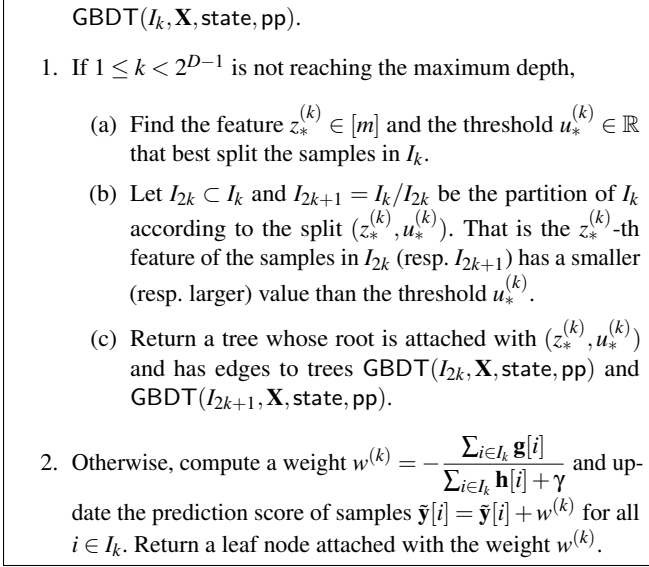 GBDT(I_k, X, state, pp).
1. If 1 ≤ k < 2^{D−1} is not reaching the maximum depth,
(a) Find the feature z_*^{(k)} ∈ [m] and the threshold u_*^{(k)} ∈ ℝ
that best split the samples in I_k.
(b) Let I_{2k} ⊂ I_k and I_{2k+1} = I_k/I_{2k} be the partition of I_k
according to the split (z_*^{(k)}, u_*^{(k)}). That is the z_*^{(k)}-th
feature of the samples in I_{2k} (resp. I_{2k+1}) has a smaller
(resp. larger) value than the threshold u_*^{(k)}.
(c) Return a tree whose root is attached with (z_*^{(k)}, u_*^{(k)})
and has edges to trees GBDT(I_{2k}, X, state, pp) and
GBDT(I_{2k+1}, X, state, pp).
2. Otherwise, compute a weight w^{(k)} = −\frac{∑_{i∈I_k} g[i]}{∑_{i∈I_k} h[i]+γ} and up-
date the prediction score of samples ỹ[i] = ỹ[i] + w^{(k)} for all
i ∈ I_k. Return a leaf node attached with the weight w^{(k)}.